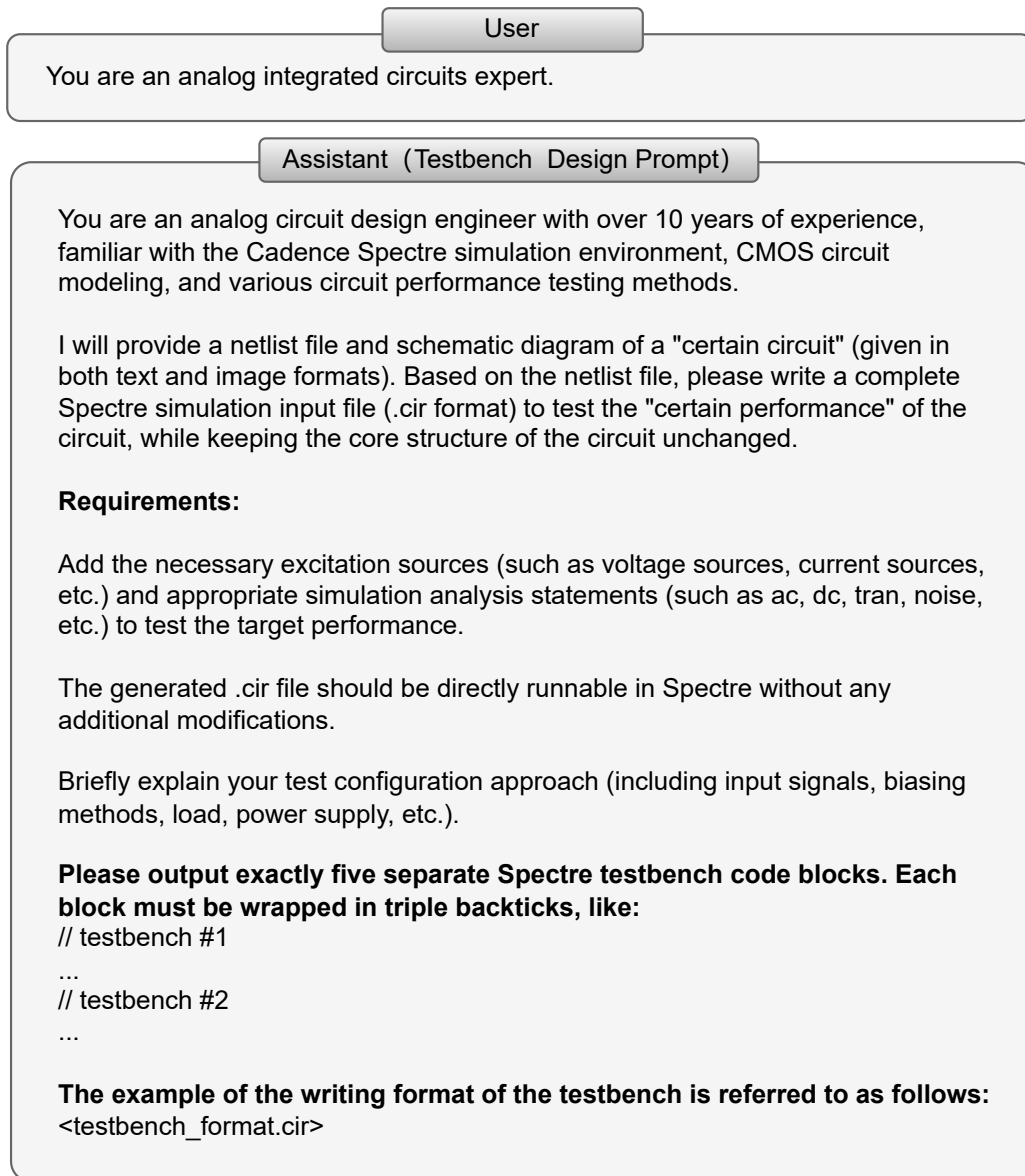 User
You are an analog integrated circuits expert.
Assistant (Testbench Design Prompt)
You are an analog circuit design engineer with over 10 years of experience,
familiar with the Cadence Spectre simulation environment, CMOS circuit
modeling, and various circuit performance testing methods.
I will provide a netlist file and schematic diagram of a "certain circuit" (given in
both text and image formats). Based on the netlist file, please write a complete
Spectre simulation input file (.cir format) to test the "certain performance" of the
circuit, while keeping the core structure of the circuit unchanged.
Requirements:
Add the necessary excitation sources (such as voltage sources, current sources,
etc.) and appropriate simulation analysis statements (such as ac, dc, tran, noise,
etc.) to test the target performance.
The generated .cir file should be directly runnable in Spectre without any
additional modifications.
Briefly explain your test configuration approach (including input signals, biasing
methods, load, power supply, etc.).
Please output exactly five separate Spectre testbench code blocks. Each
block must be wrapped in triple backticks, like:
// testbench #1
...
// testbench #2
...
The example of the writing format of the testbench is referred to as follows:
<testbench_format.cir>